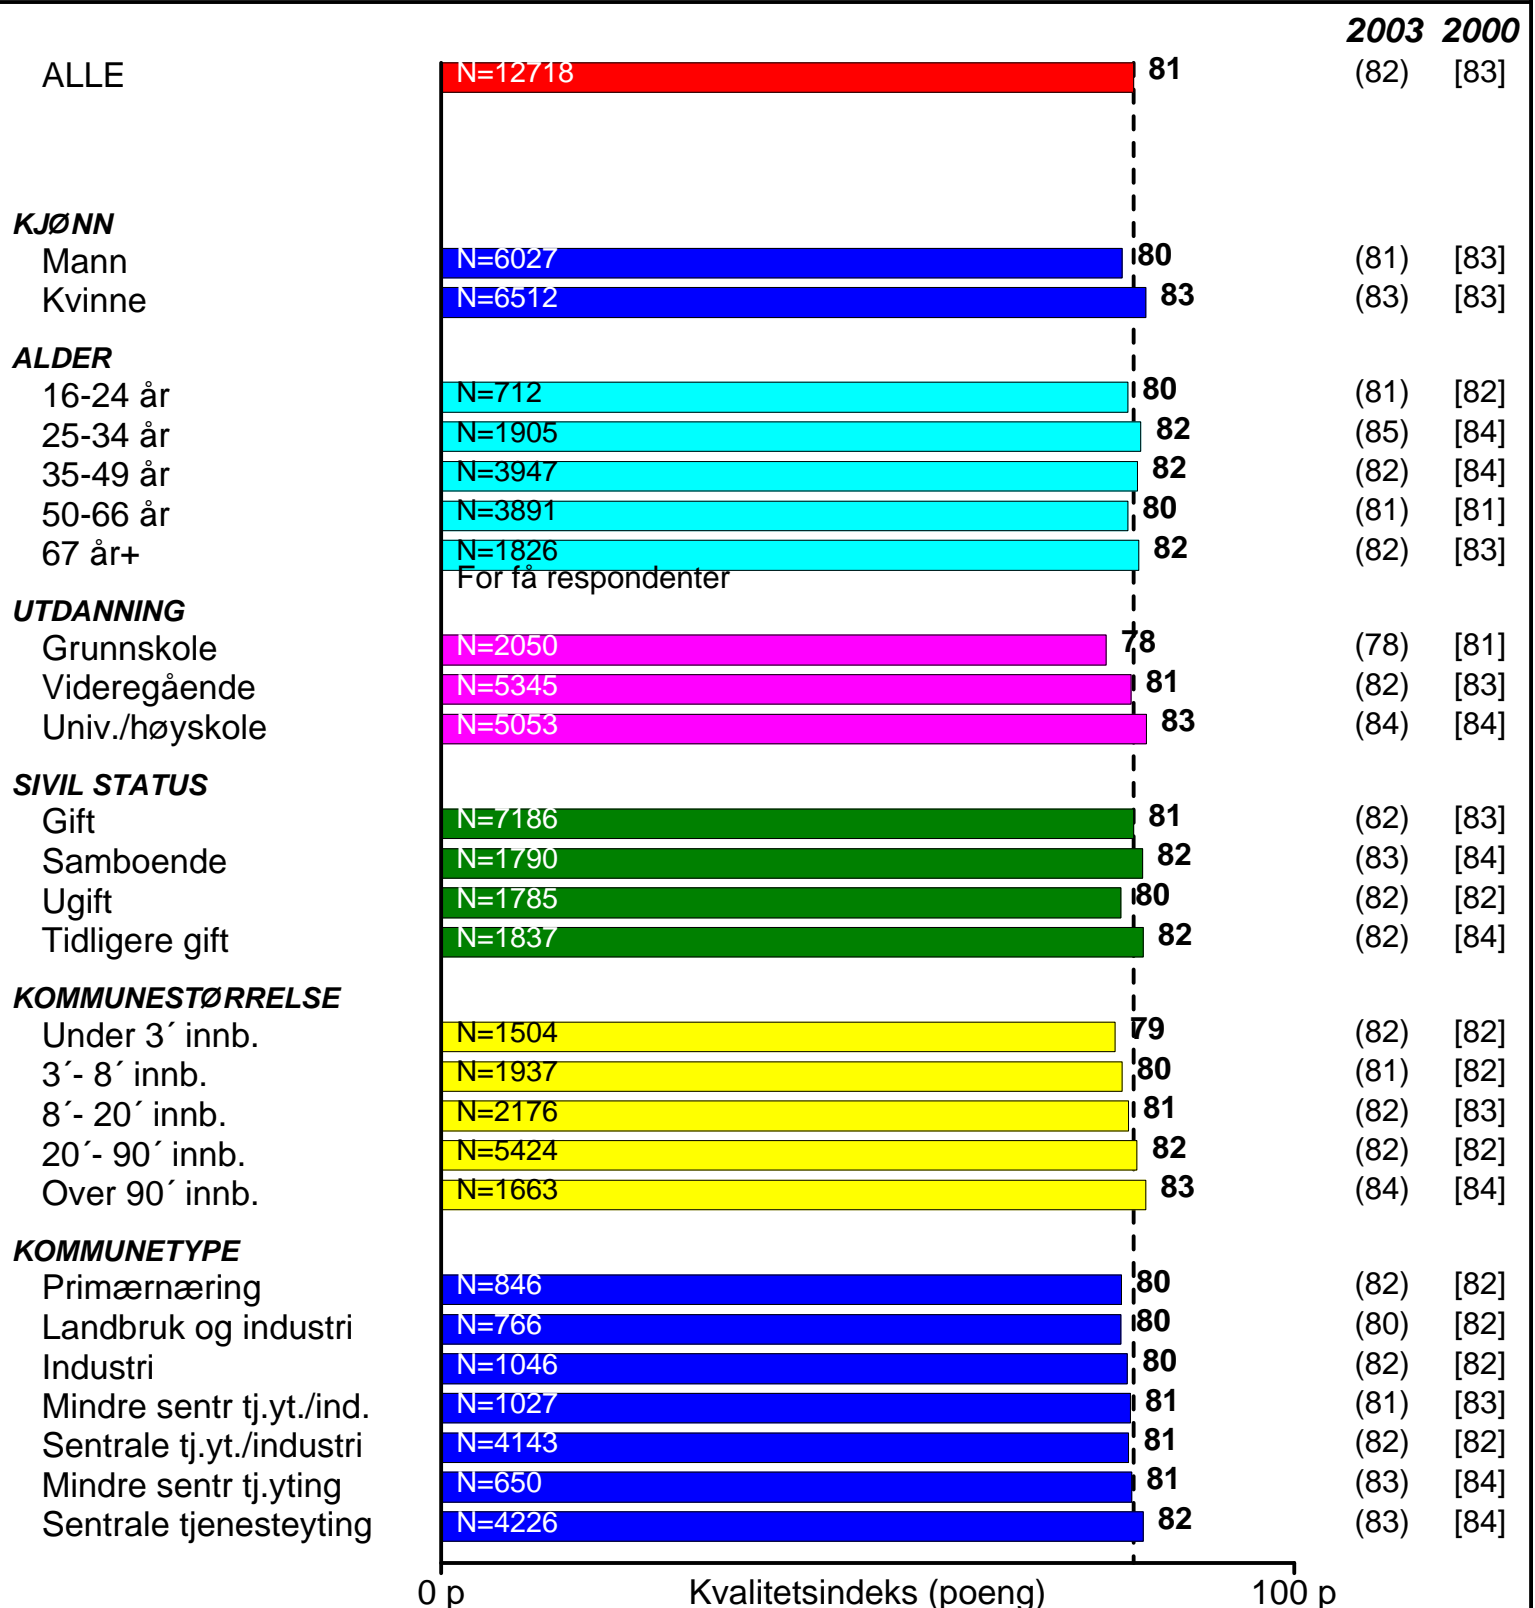 2003 2000
ALLE N=12718 81 (82) [83]
KJØNN
Mann N=6027 80 (81) [83]
Kvinne N=6512 83 (83) [83]
ALDER
16-24 år N=712 80 (81) [82]
25-34 år N=1905 82 (85) [84]
35-49 år N=3947 82 (82) [84]
50-66 år N=3891 80 (81) [81]
67 år+ N=1826 82 (82) [83]
For få respondenter
UTDANNING
Grunnskole N=2050 78 (78) [81]
Videregående N=5345 81 (82) [83]
Univ./høyskole N=5053 83 (84) [84]
SIVIL STATUS
Gift N=7186 81 (82) [83]
Samboende N=1790 82 (83) [84]
Ugift N=1785 80 (82) [82]
Tidligere gift N=1837 82 (82) [84]
KOMMUNESTØRRELSE
Under 3´ innb. N=1504 79 (82) [82]
3´- 8´ innb. N=1937 80 (81) [82]
8´- 20´ innb. N=2176 81 (82) [83]
20´- 90´ innb. N=5424 82 (82) [82]
Over 90´ innb. N=1663 83 (84) [84]
KOMMUNETYPE
Primærnæring N=846 80 (82) [82]
Landbruk og industri N=766 80 (80) [82]
Industri N=1046 80 (82) [82]
Mindre sentr tj.yt./ind. N=1027 81 (81) [83]
Sentrale tj.yt./industri N=4143 81 (82) [82]
Mindre sentr tj.yting N=650 81 (83) [84]
Sentrale tjenesteyting N=4226 82 (83) [84]
0 p Kvalitetsindeks (poeng) 100 p